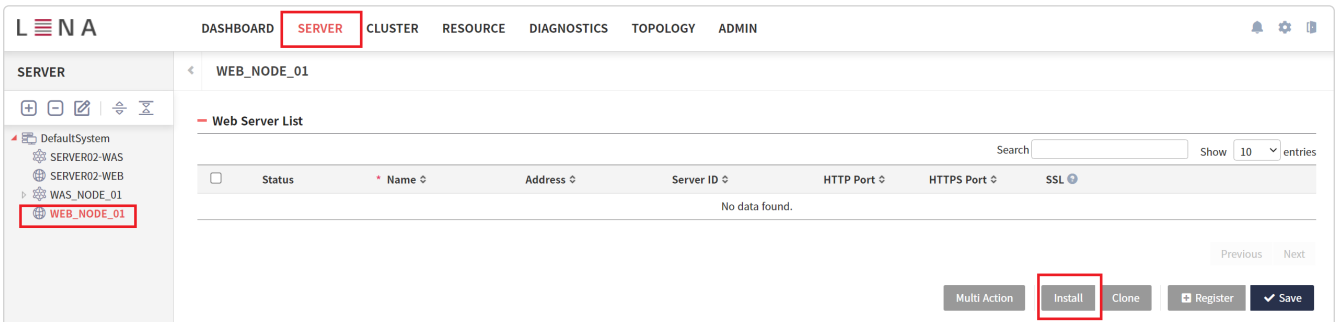 LENA
DASHBOARD SERVER CLUSTER RESOURCE DIAGNOSTICS TOPOLOGY ADMIN
SERVER
WEB_NODE_01
DefaultSystem
SERVER02-WAS
SERVER02-WEB
WAS_NODE_01
WEB_NODE_01
Web Server List
Search Show 10 entries
Status * Name Address Server ID HTTP Port HTTPS Port SSL
No data found.
Previous Next
Multi Action Install Clone Register Save